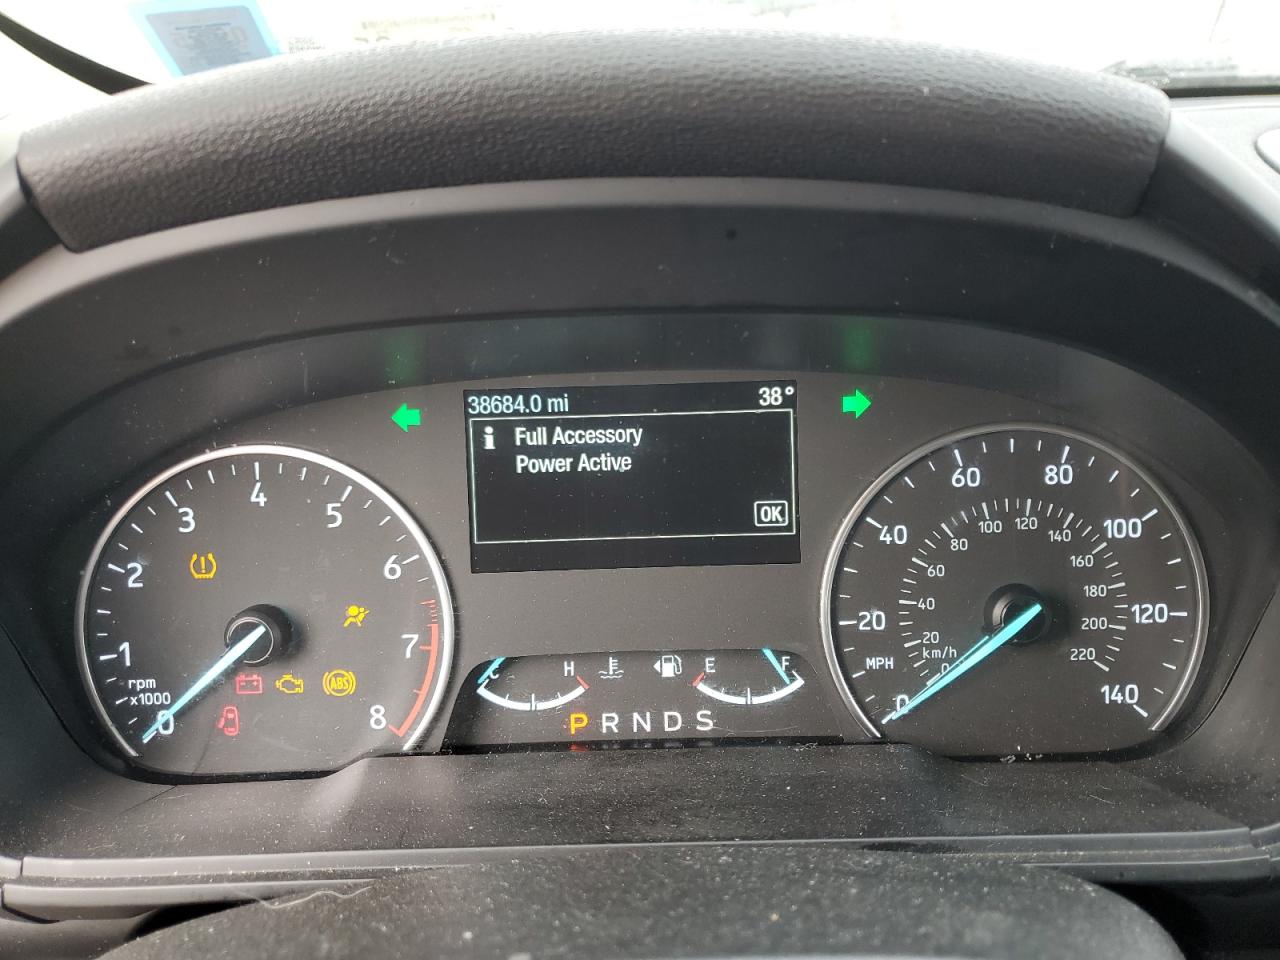 38684.0 mi 38°
i Full Accessory
Power Active
OK
0 1 2 3 4 5 6 7 8
rpm
x1000
ABS
C H
E F
P R N D S
0 20 40 60 80 100 120 140
MPH
0 20 40 60 80 100 120 140 160 180 200 220
km/h